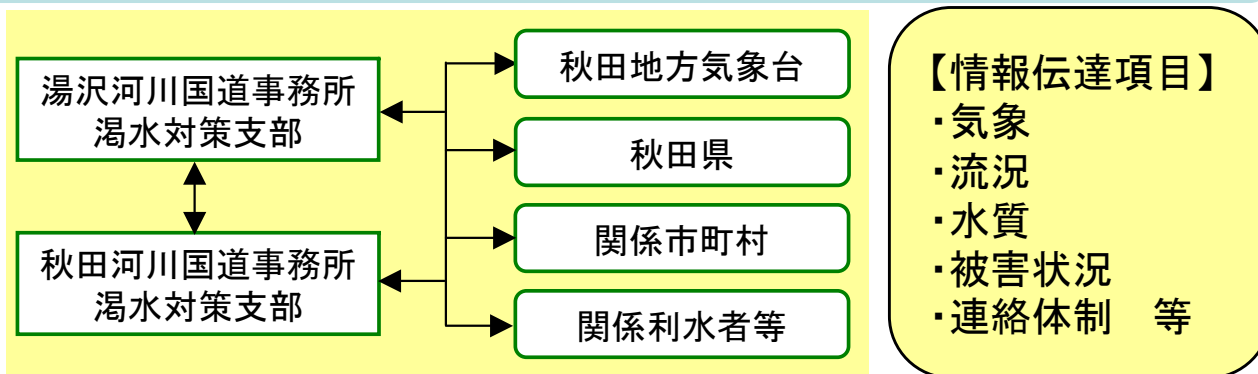 湯沢河川国道事務所
渇水対策支部
秋田河川国道事務所
渇水対策支部
秋田地方気象台
秋田県
関係市町村
関係利水者等
【情報伝達項目】
・気象
・流況
・水質
・被害状況
・連絡体制　等